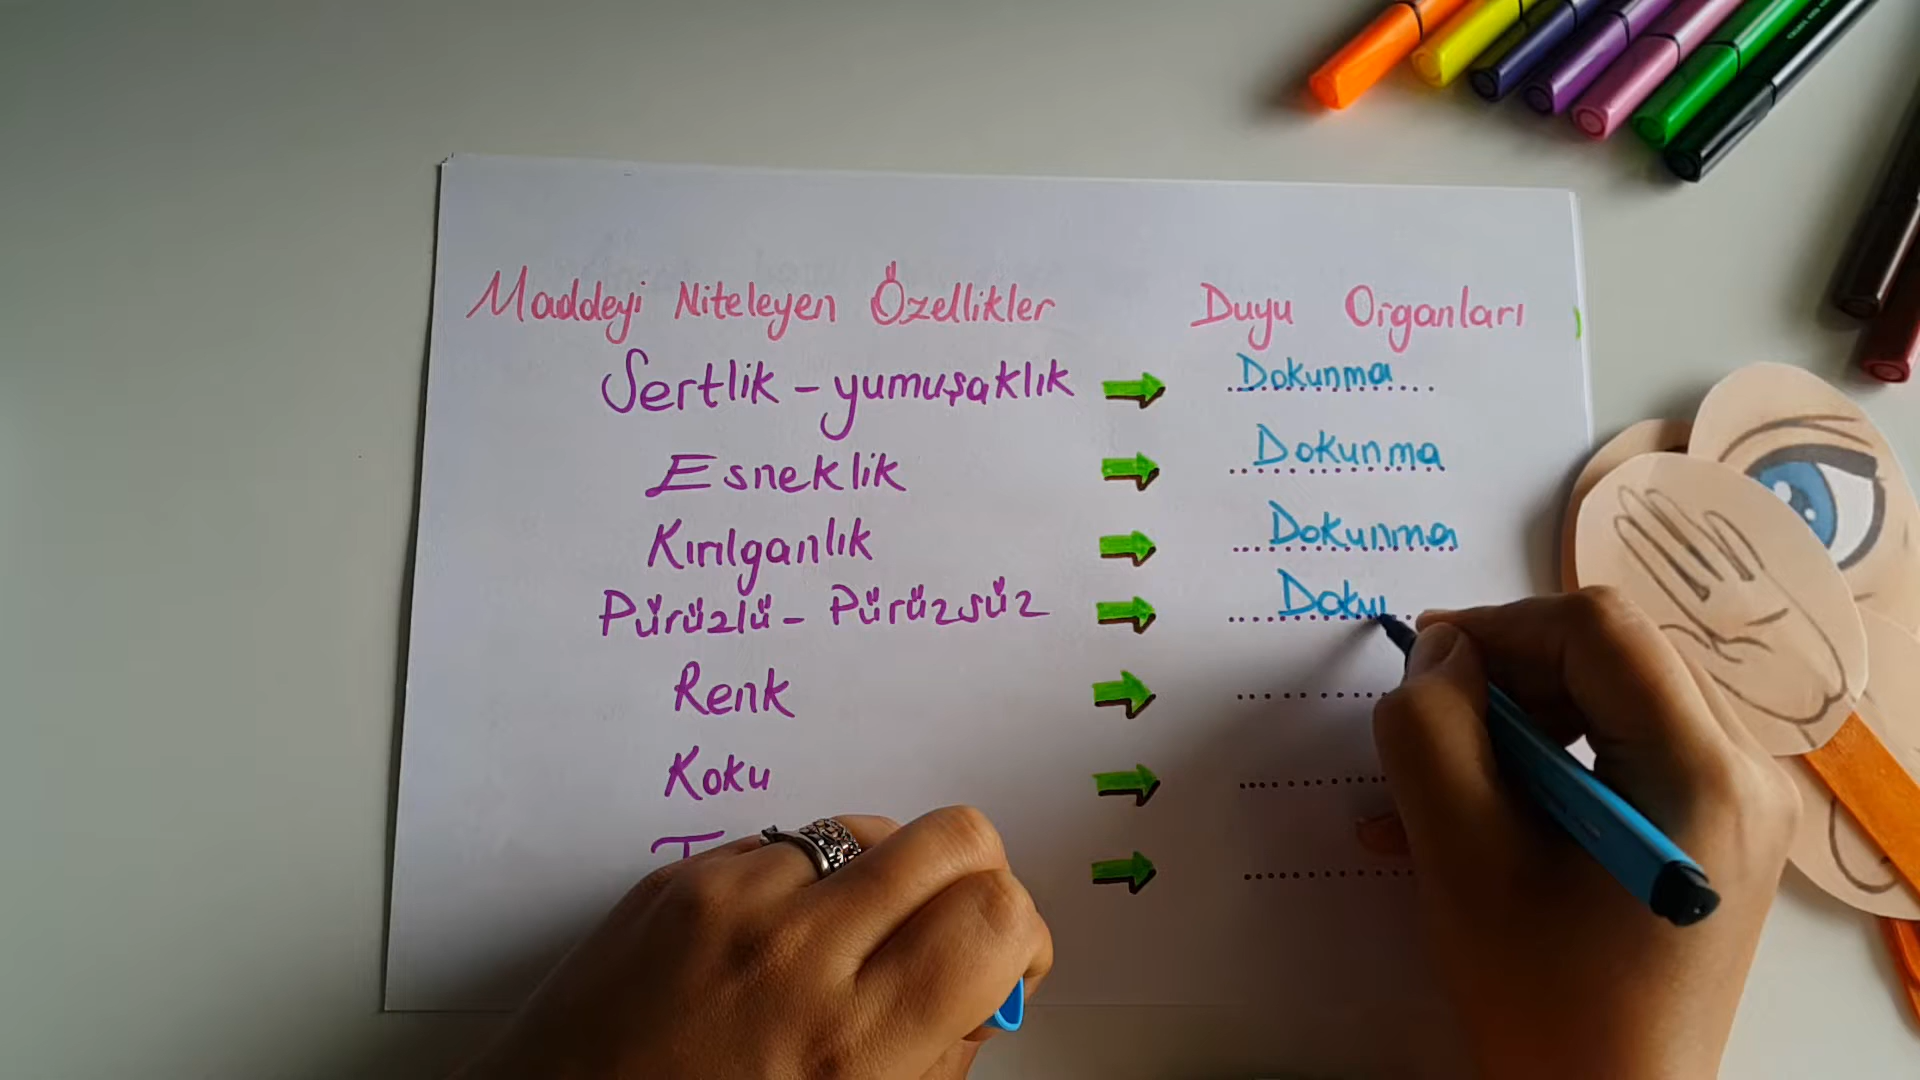 Maddeyi Niteleyen Özellikler Duyu Organları
Sertlik - yumuşaklık Dokunma
Esneklik Dokunma
Kırılganlık Dokunma
Pürüzlü - Pürüzsüz Doku
Renk
Koku